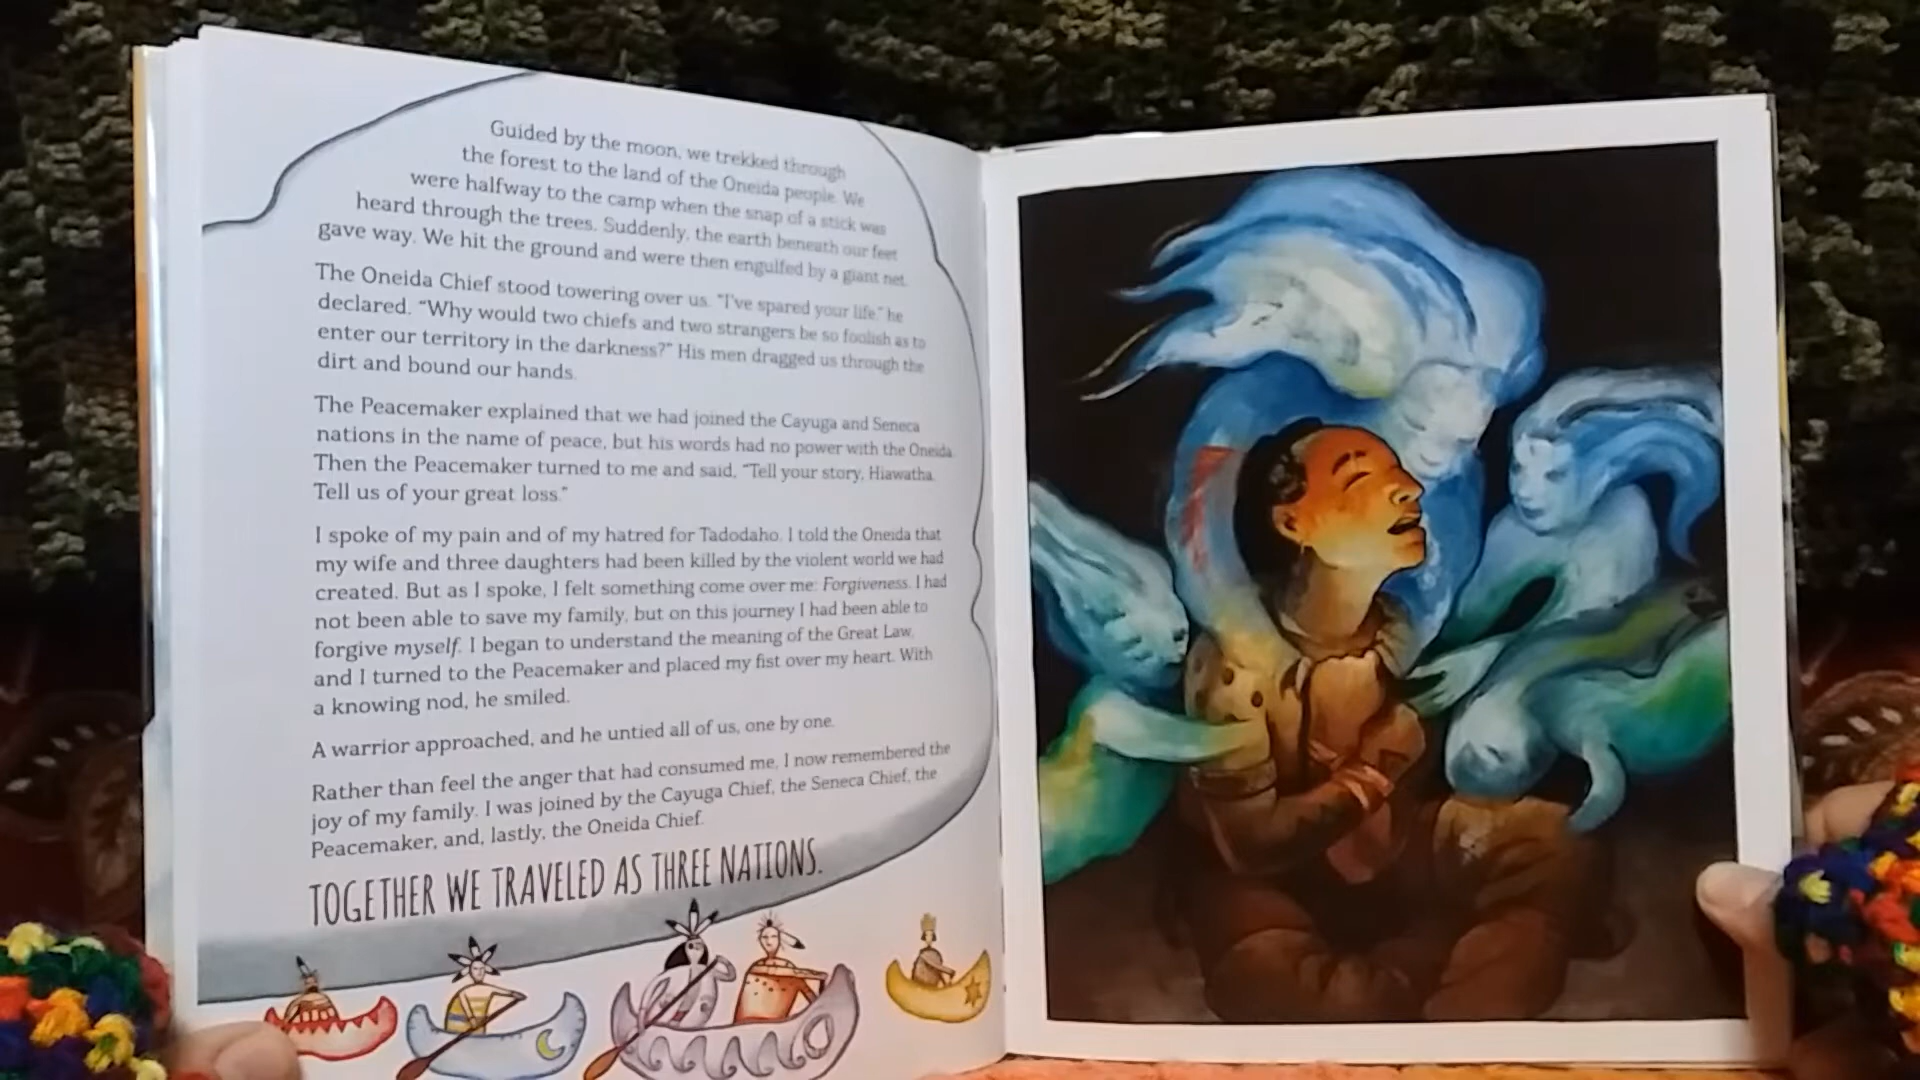 Guided by the moon, we trekked through
the forest to the land of the Oneida people. We
were halfway to the camp when the snap of a stick was
heard through the trees. Suddenly, the earth beneath our feet
gave way. We hit the ground and were then engulfed by a giant net.
The Oneida Chief stood towering over us. "I've spared your life," he
declared. "Why would two chiefs and two strangers be so foolish as to
enter our territory in the darkness?" His men dragged us through the
dirt and bound our hands.
The Peacemaker explained that we had joined the Cayuga and Seneca
nations in the name of peace, but his words had no power with the Oneida.
Then the Peacemaker turned to me and said, "Tell your story, Hiawatha.
Tell us of your great loss."
I spoke of my pain and of my hatred for Tadodaho. I told the Oneida that
my wife and three daughters had been killed by the violent world we had
created. But as I spoke, I felt something come over me: Forgiveness. I had
not been able to save my family, but on this journey I had been able to
forgive myself. I began to understand the meaning of the Great Law,
and I turned to the Peacemaker and placed my fist over my heart. With
a knowing nod, he smiled.
A warrior approached, and he untied all of us, one by one.
Rather than feel the anger that had consumed me, I now remembered the
joy of my family. I was joined by the Cayuga Chief, the Seneca Chief, the
Peacemaker, and, lastly, the Oneida Chief.
TOGETHER WE TRAVELED AS THREE NATIONS.